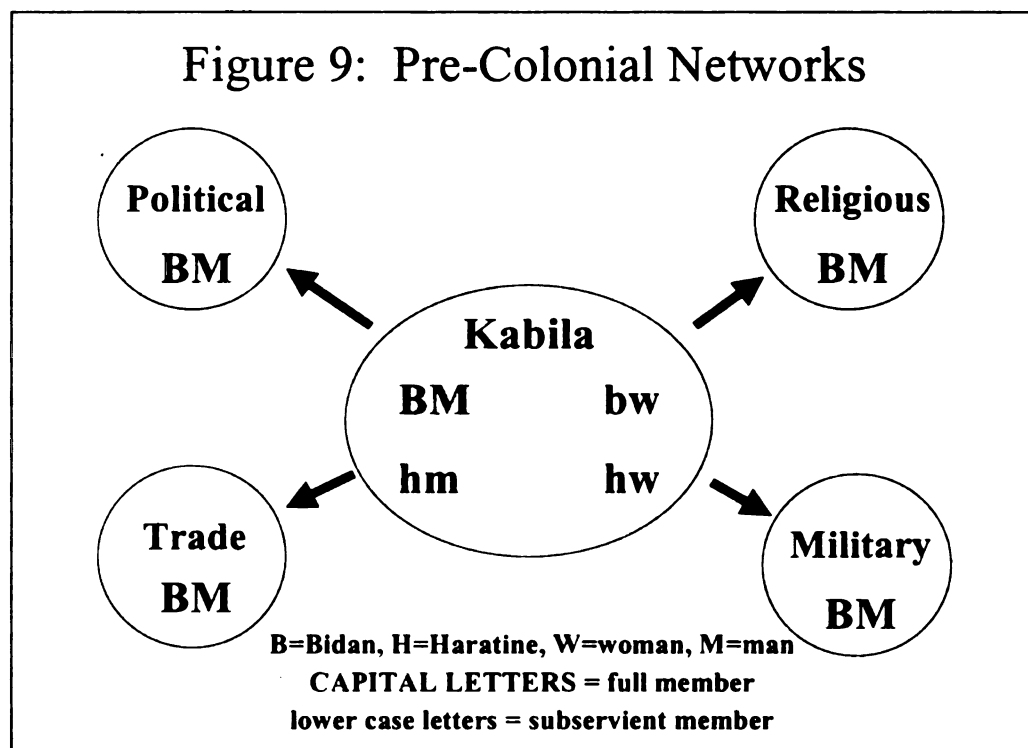 Figure 9: Pre-Colonial Networks
Political
BM
Religious
BM
Kabila
BM bw
hm hw
Trade
BM
Military
BM
B=Bidan, H=Haratine, W=woman, M=man
CAPITAL LETTERS = full member
lower case letters = subservient member